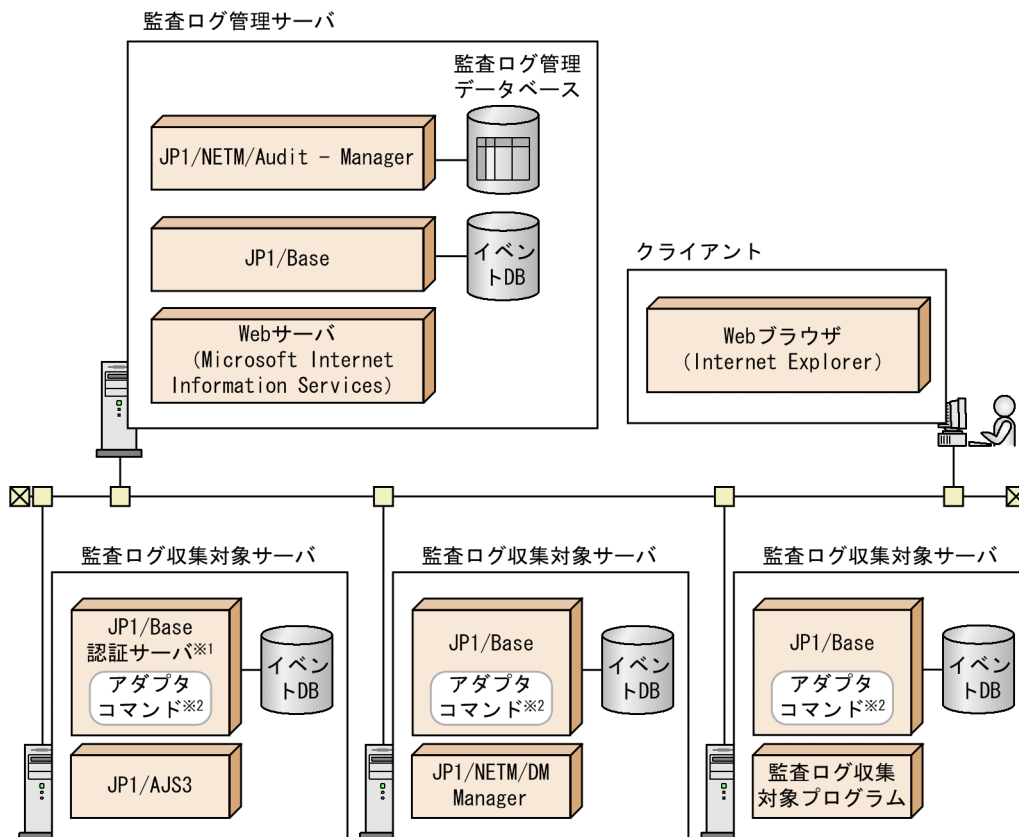 監査ログ管理サーバ
監査ログ管理
データベース
JP1/NETM/Audit － Manager
JP1/Base
イベン
トDB
Webサーバ
（Microsoft Internet
Information Services）
クライアント
Webブラウザ
（Internet Explorer）
監査ログ収集対象サーバ
JP1/Base
認証サーバ※1
アダプタ
コマンド※2
イベン
トDB
JP1/AJS3
監査ログ収集対象サーバ
JP1/Base
アダプタ
コマンド※2
イベン
トDB
JP1/NETM/DM
Manager
監査ログ収集対象サーバ
JP1/Base
アダプタ
コマンド※2
イベン
トDB
監査ログ収集
対象プログラム